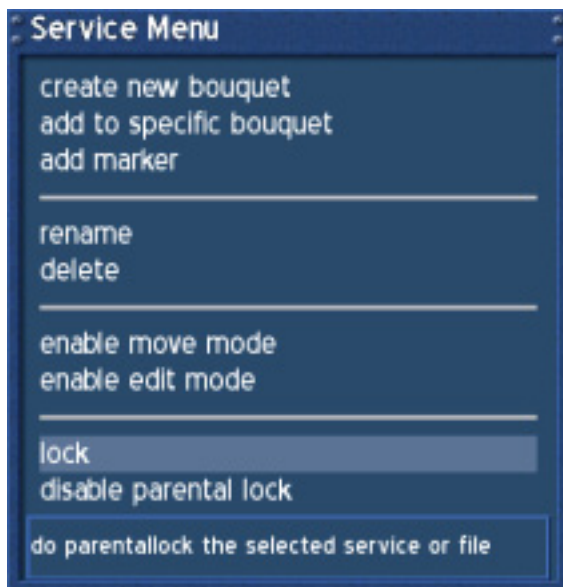 Service Menu
create new bouquet
add to specific bouquet
add marker
rename
delete
enable move mode
enable edit mode
lock
disable parental lock
do parentallock the selected service or file